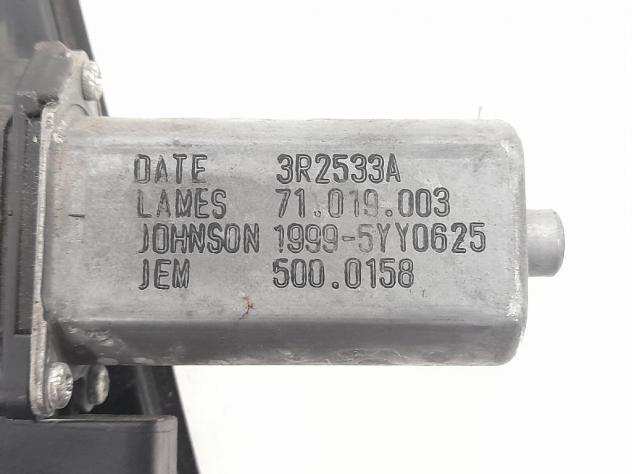 DATE 3R2533A
LAMES 71.019.003
JOHNSON 1999-5YY0625
JEM 500.0158